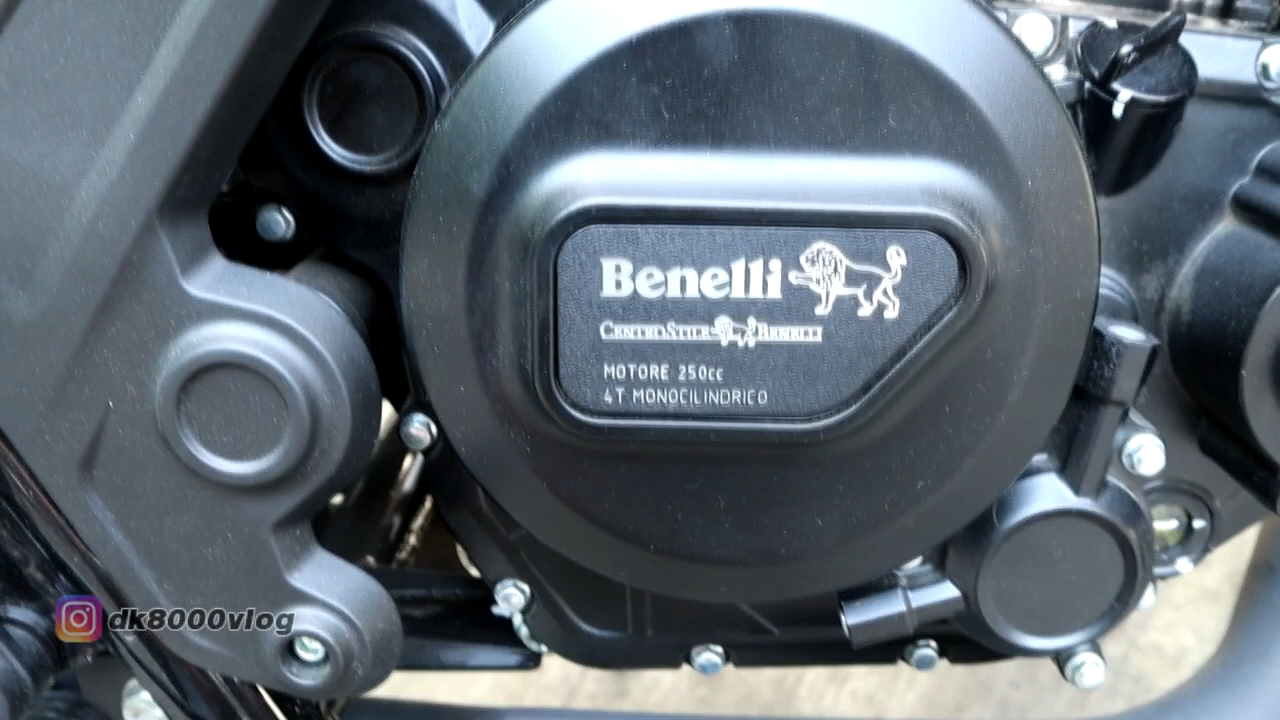 Benelli
CENTROSTILE BENELLI
MOTORE 250cc
4T MONOCILINDRICO
dk8000vlog